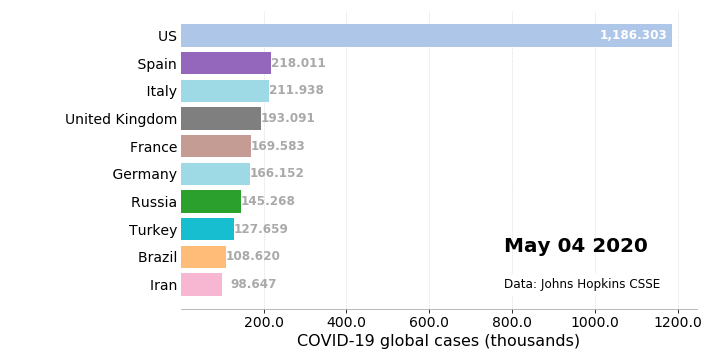 US 1,186.303
Spain 218.011
Italy 211.938
United Kingdom 193.091
France 169.583
Germany 166.152
Russia 145.268
Turkey 127.659
Brazil 108.620
Iran 98.647
May 04 2020
Data: Johns Hopkins CSSE
200.0 400.0 600.0 800.0 1000.0 1200.0
COVID-19 global cases (thousands)